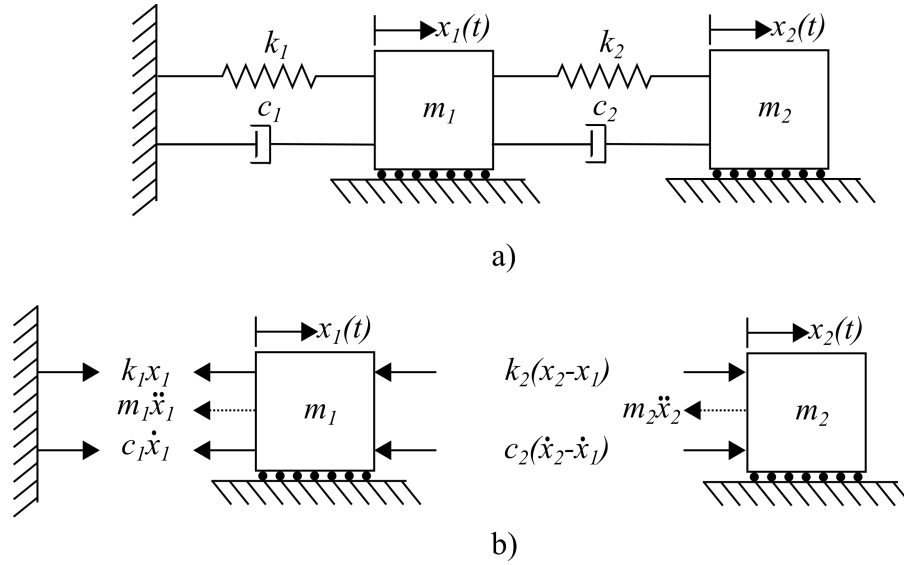 x₁(t) x₂(t)
k₁ k₂
c₁ m₁ c₂ m₂
a)
x₁(t) x₂(t)
k₁x₁ k₂(x₂-x₁)
m₁ẍ₁ m₁ m₂ẍ₂ m₂
c₁ẋ₁ c₂(ẋ₂-ẋ₁)
b)